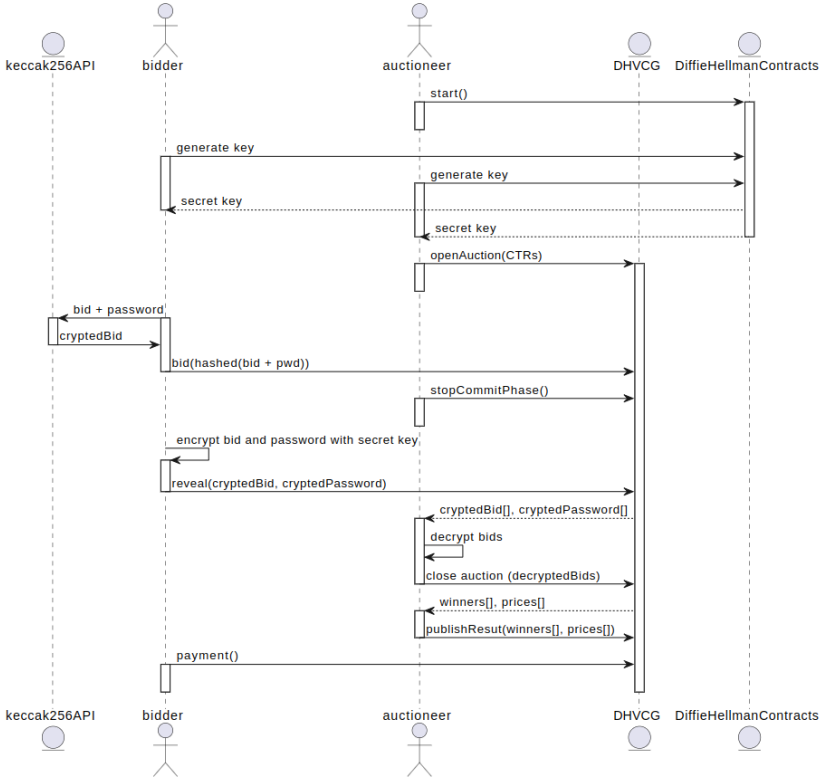 keccak256API bidder auctioneer DHVCG DiffieHellmanContracts
start()
generate key
generate key
secret key
secret key
openAuction(CTRs)
bid + password
cryptedBid
bid(hashed(bid + pwd))
stopCommitPhase()
encrypt bid and password with secret key
reveal(cryptedBid, cryptedPassword)
cryptedBid[], cryptedPassword[]
decrypt bids
close auction (decryptedBids)
winners[], prices[]
publishResut(winners[], prices[])
payment()
keccak256API bidder auctioneer DHVCG DiffieHellmanContracts